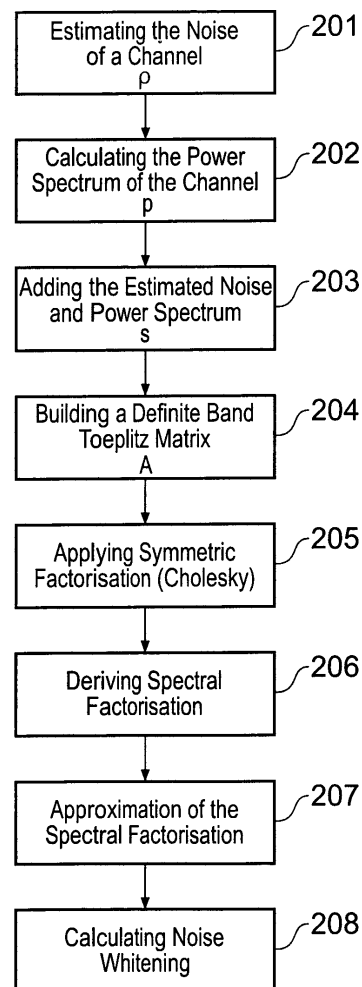 Estimating the Noise
of a Channel
ρ
201
Calculating the Power
Spectrum of the Channel
p
202
Adding the Estimated Noise
and Power Spectrum
s
203
Building a Definite Band
Toeplitz Matrix
A
204
Applying Symmetric
Factorisation (Cholesky)
205
Deriving Spectral
Factorisation
206
Approximation of the
Spectral Factorisation
207
Calculating Noise
Whitening
208